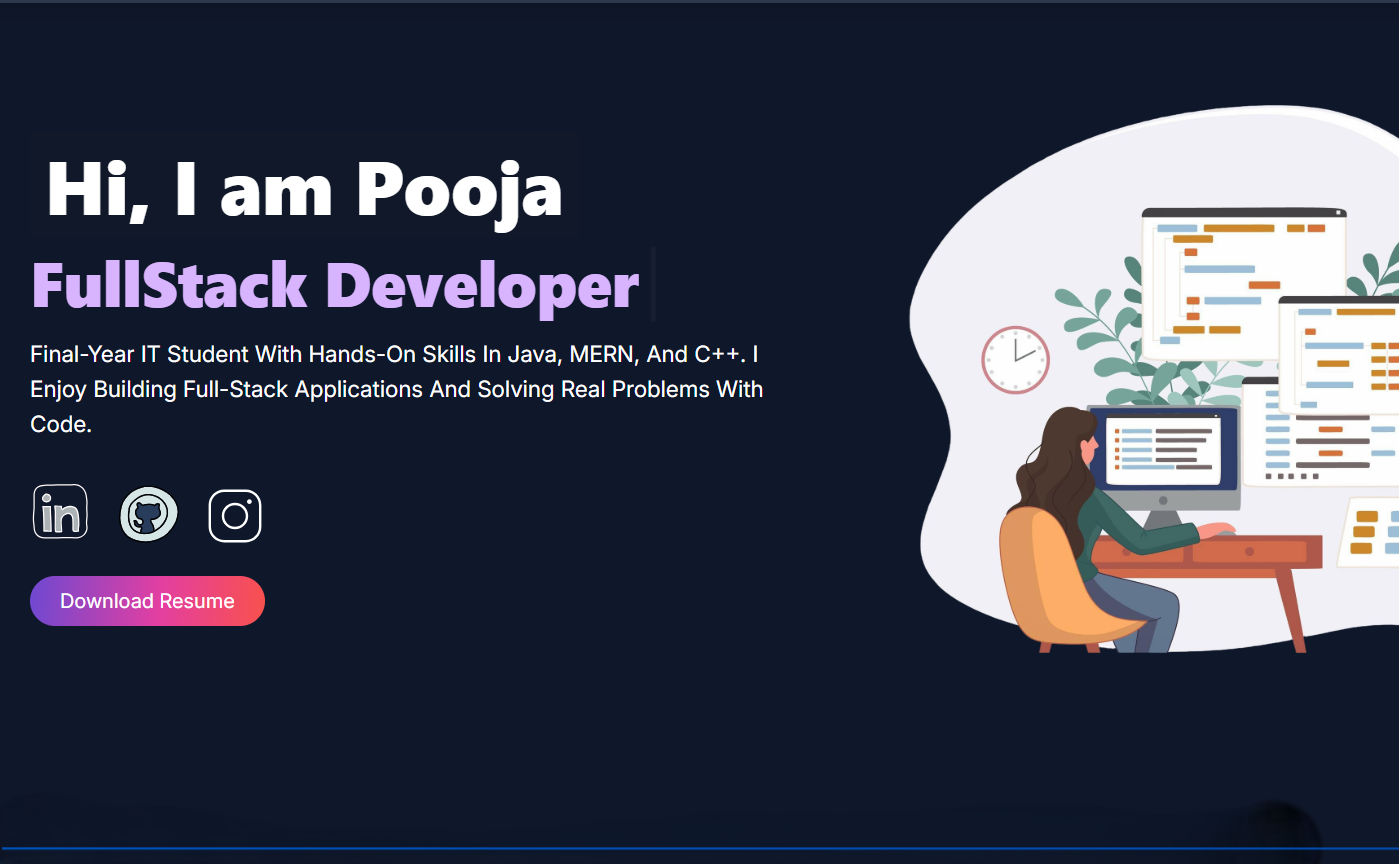 Hi, I am Pooja
FullStack Developer
Final-Year IT Student With Hands-On Skills In Java, MERN, And C++. I
Enjoy Building Full-Stack Applications And Solving Real Problems With
Code.
in
Download Resume